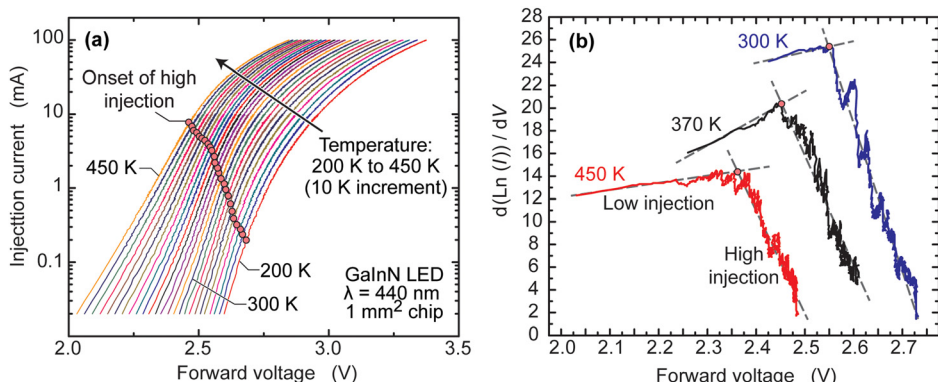 (a)
Injection current (mA)
100
10
1
0.1
Onset of high
injection
450 K
Temperature:
200 K to 450 K
(10 K increment)
200 K
300 K
GaInN LED
λ = 440 nm
1 mm² chip
2.0 2.5 3.0 3.5
Forward voltage (V)
(b)
d(Ln (I)) / dV
28
26
24
22
20
18
16
14
12
10
8
6
4
2
0
300 K
370 K
450 K
Low injection
High
injection
2.0 2.1 2.2 2.3 2.4 2.5 2.6 2.7
Forward voltage (V)